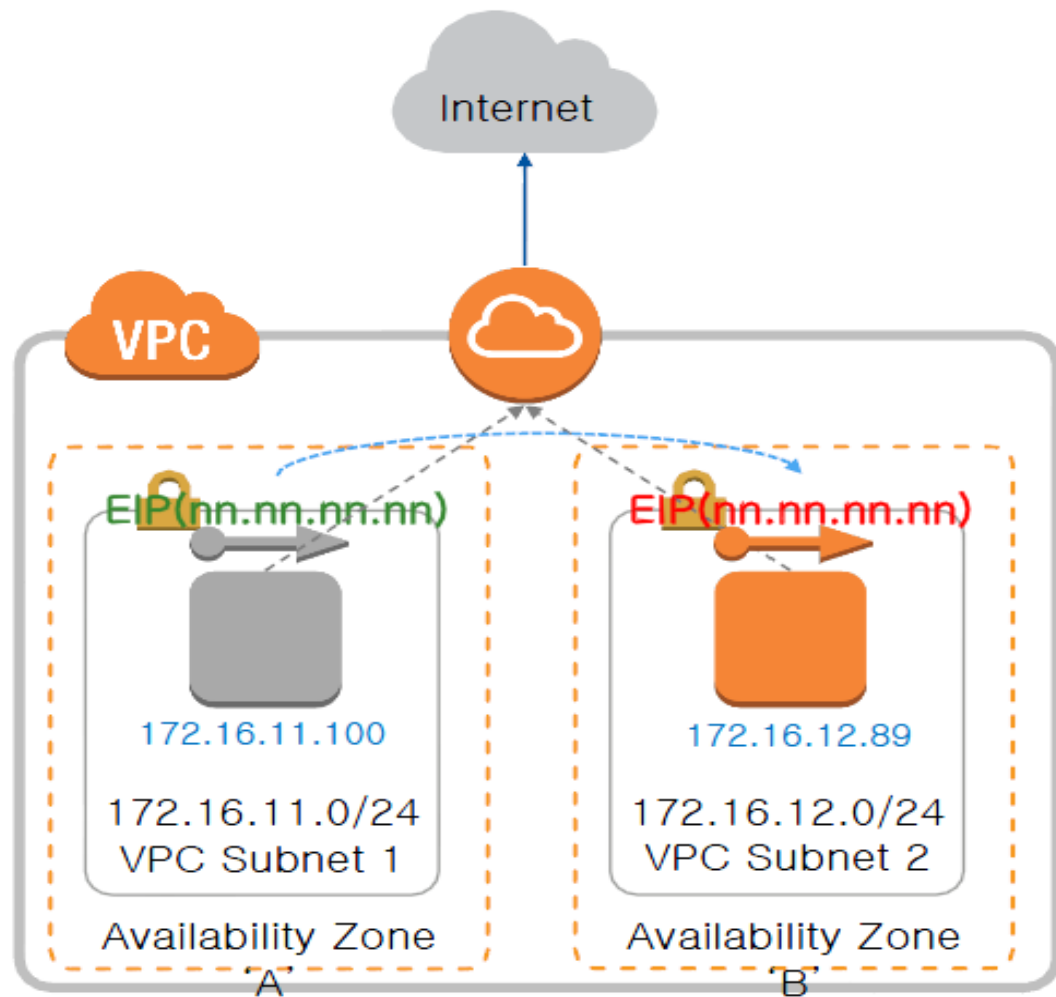 Internet
VPC
EIP(nn.nn.nn.nn)
172.16.11.100
172.16.11.0/24
VPC Subnet 1
Availability Zone
'A'
EIP(nn.nn.nn.nn)
172.16.12.89
172.16.12.0/24
VPC Subnet 2
Availability Zone
'B'